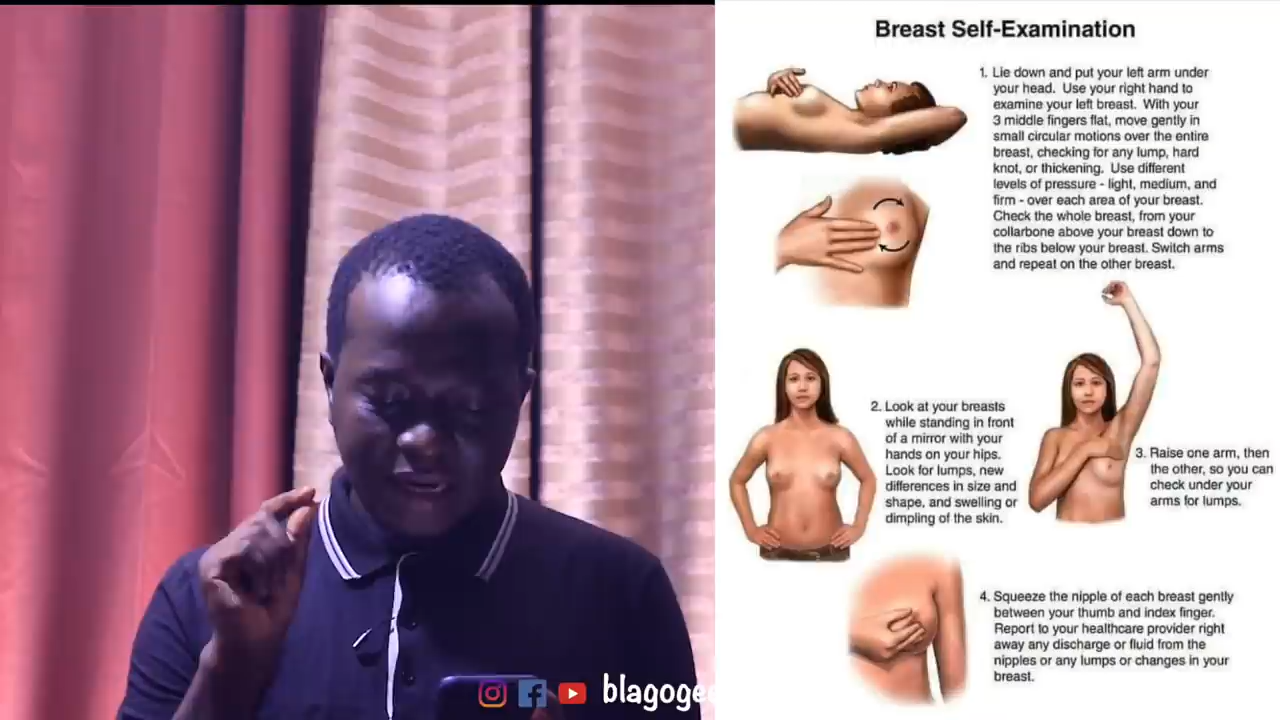 Breast Self-Examination
1. Lie down and put your left arm under
your head. Use your right hand to
examine your left breast. With your
3 middle fingers flat, move gently in
small circular motions over the entire
breast, checking for any lump, hard
knot, or thickening. Use different
levels of pressure - light, medium, and
firm - over each area of your breast.
Check the whole breast, from your
collarbone above your breast down to
the ribs below your breast. Switch arms
and repeat on the other breast.
2. Look at your breasts
while standing in front
of a mirror with your
hands on your hips.
Look for lumps, new
differences in size and
shape, and swelling or
dimpling of the skin.
3. Raise one arm, then
the other, so you can
check under your
arms for lumps.
4. Squeeze the nipple of each breast gently
between your thumb and index finger.
Report to your healthcare provider right
away any discharge or fluid from the
nipples or any lumps or changes in your
breast.